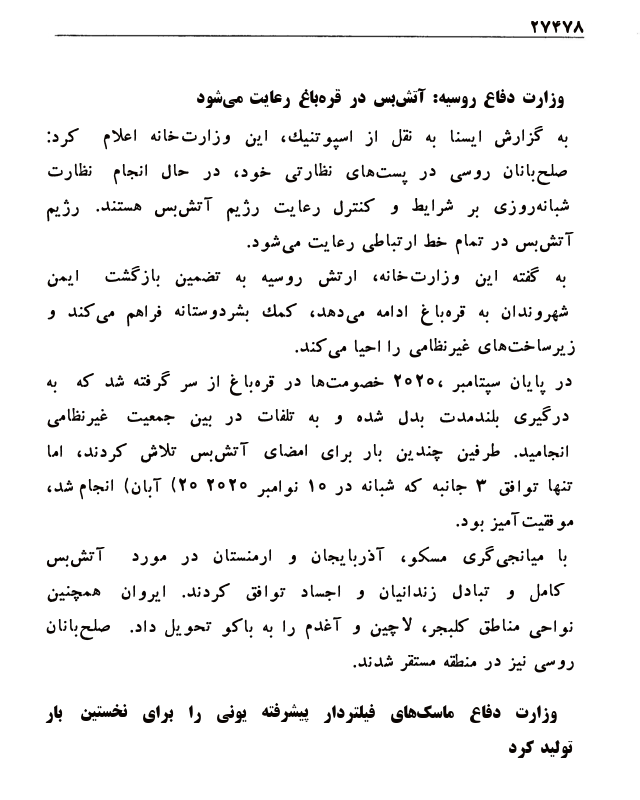 ۲۷۴۷۸
وزارت دفاع روسیه: آتش‌بس در قره‌باغ رعایت می‌شود
به گزارش ایسنا به نقل از اسپوتنیك، این وزارت‌خانه اعلام کرد:
صلح‌بانان روسی در پست‌های نظارتی خود، در حال انجام نظارت
شبانه‌روزی بر شرایط و کنترل رعایت رژیم آتش‌بس هستند. رژیم
آتش‌بس در تمام خط ارتباطی رعایت می‌شود.
به گفته این وزارت‌خانه، ارتش روسیه به تضمین بازگشت ایمن
شهروندان به قره‌باغ ادامه می‌دهد، کمك بشردوستانه فراهم می‌کند و
زیرساخت‌های غیرنظامی را احیا می‌کند.
در پایان سپتامبر ،۲۰۲۰ خصومت‌ها در قره‌باغ از سر گرفته شد که به
درگیری بلندمدت بدل شده و به تلفات در بین جمعیت غیرنظامی
انجامید. طرفین چندین بار برای امضای آتش‌بس تلاش کردند، اما
تنها توافق ۳ جانبه که شبانه در ۱۰ نوامبر ۲۰۲۰ ۲۰) آبان) انجام شد،
موفقیت‌آمیز بود.
با میانجی‌گری مسکو، آذربایجان و ارمنستان در مورد آتش‌بس
کامل و تبادل زندانیان و اجساد توافق کردند. ایروان همچنین
نواحی مناطق کلبجر، لاچین و آغدم را به باکو تحویل داد. صلح‌بانان
روسی نیز در منطقه مستقر شدند.
وزارت دفاع ماسک‌های فیلتردار پیشرفته یونی را برای نخستین بار
تولید کرد